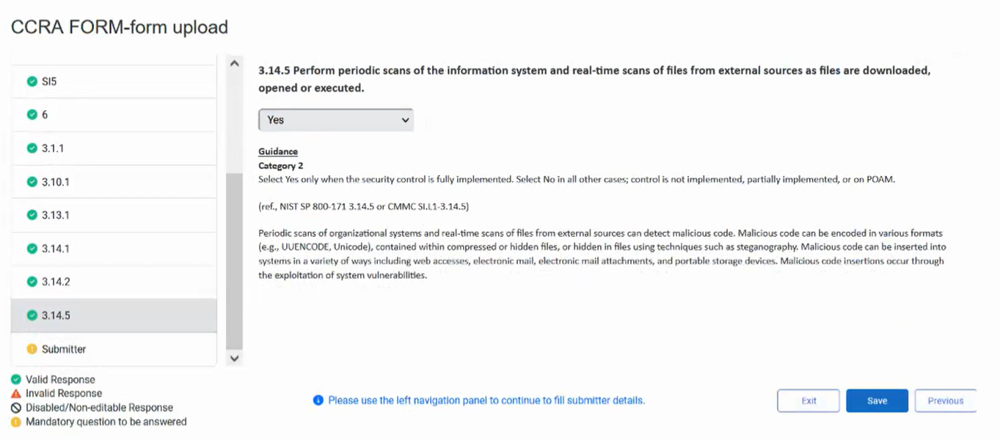 CCRA FORM-form upload
SI5
6
3.1.1
3.10.1
3.13.1
3.14.1
3.14.2
3.14.5
Submitter
Valid Response
Invalid Response
Disabled/Non-editable Response
Mandatory question to be answered
3.14.5 Perform periodic scans of the information system and real-time scans of files from external sources as files are downloaded,
opened or executed.
Yes
Guidance
Category 2
Select Yes only when the security control is fully implemented. Select No in all other cases; control is not implemented, partially implemented, or on POAM.
(ref., NIST SP 800-171 3.14.5 or CMMC SI.L1-3.14.5)
Periodic scans of organizational systems and real-time scans of files from external sources can detect malicious code. Malicious code can be encoded in various formats
(e.g., UUENCODE, Unicode), contained within compressed or hidden files, or hidden in files using techniques such as steganography. Malicious code can be inserted into
systems in a variety of ways including web accesses, electronic mail, electronic mail attachments, and portable storage devices. Malicious code insertions occur through
the exploitation of system vulnerabilities.
Please use the left navigation panel to continue to fill submitter details.
Exit
Save
Previous